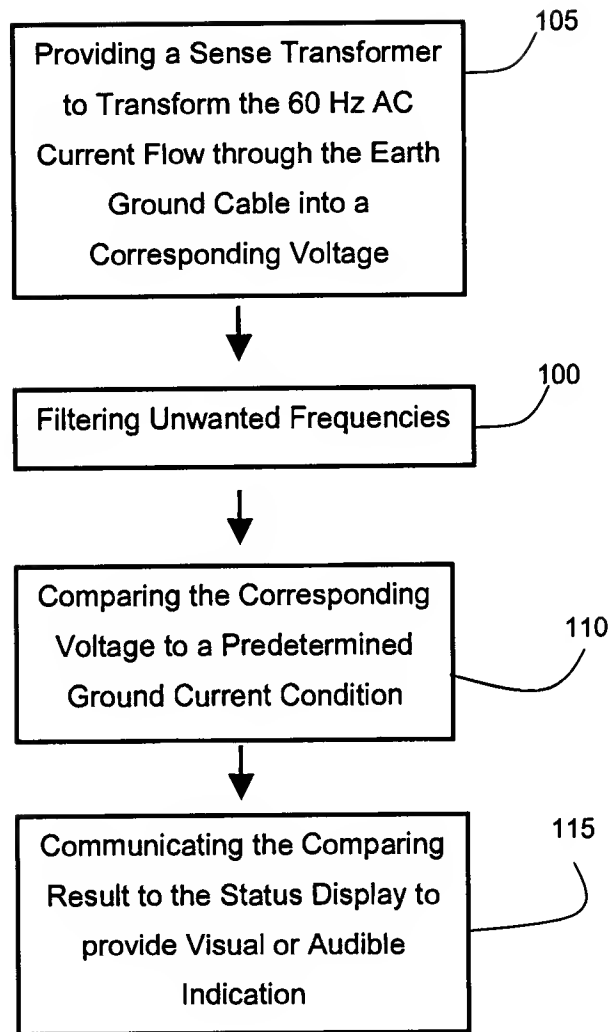 105
Providing a Sense Transformer
to Transform the 60 Hz AC
Current Flow through the Earth
Ground Cable into a
Corresponding Voltage
100
Filtering Unwanted Frequencies
Comparing the Corresponding
Voltage to a Predetermined
Ground Current Condition
110
Communicating the Comparing
Result to the Status Display to
provide Visual or Audible
Indication
115